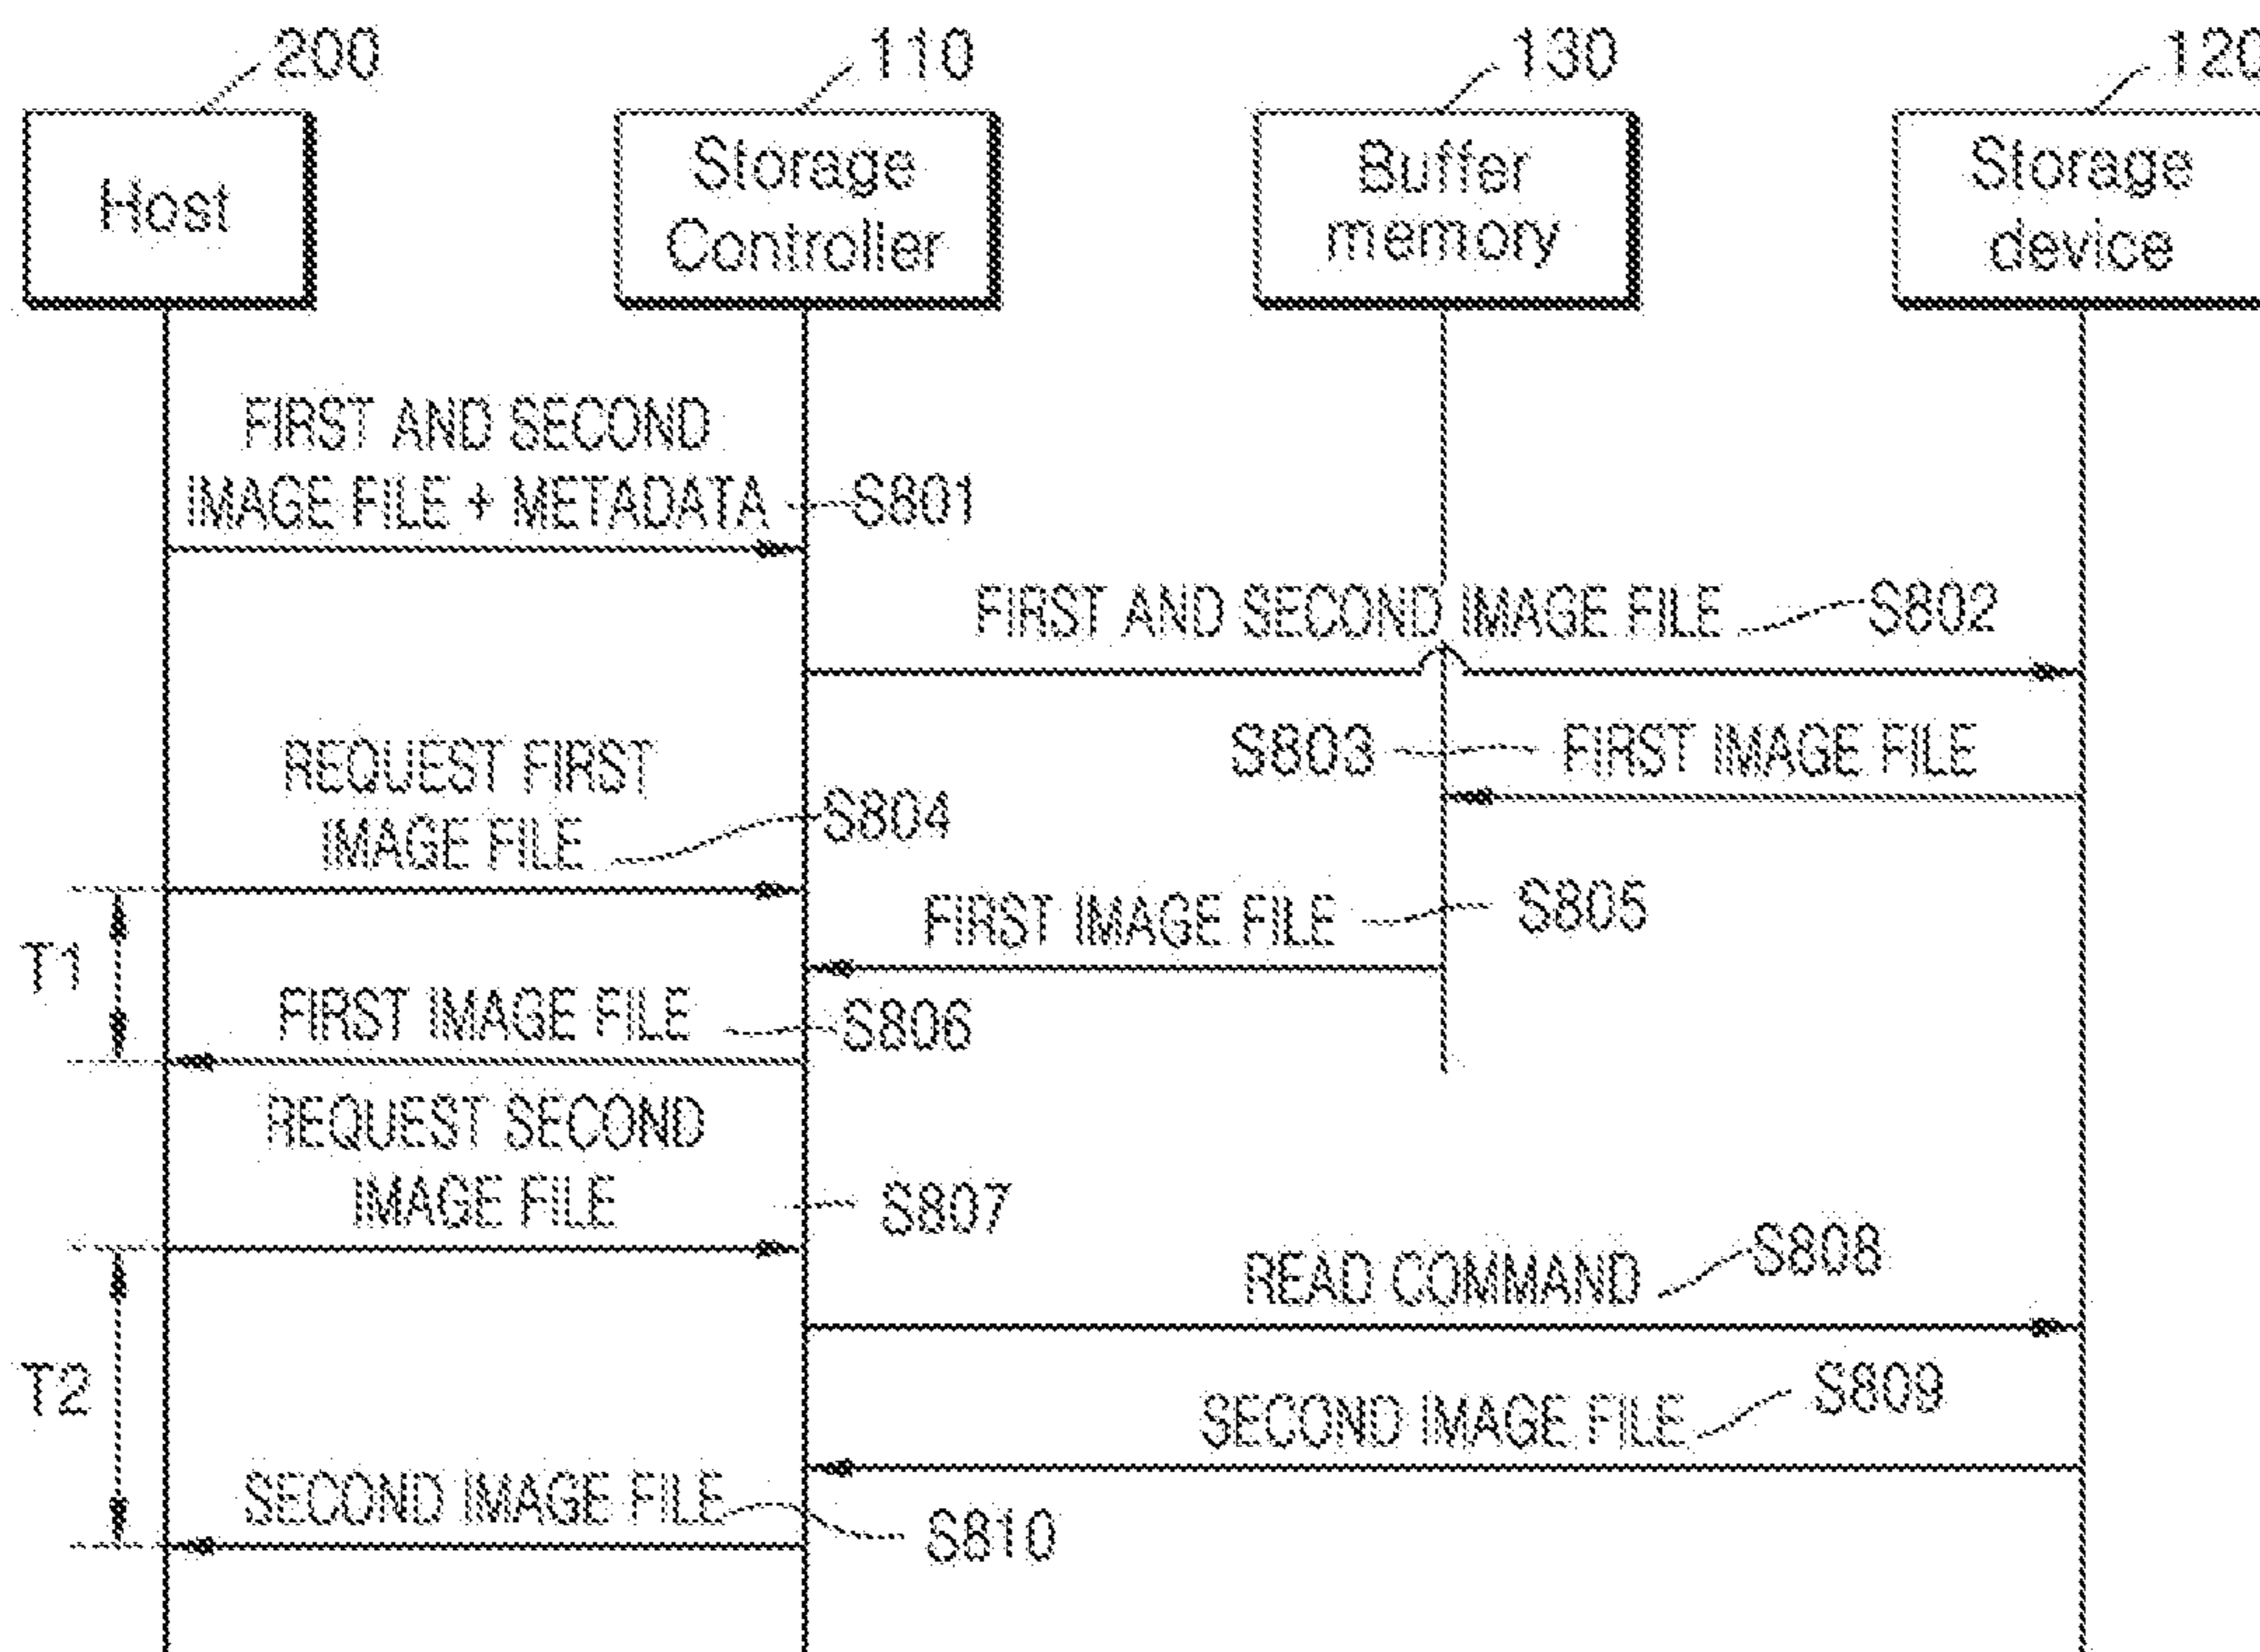 200
110
130
120
Host
Storage
Controller
Buffer
memory
Storage
device
FIRST AND SECOND
IMAGE FILE + METADATA
S801
FIRST AND SECOND IMAGE FILE
S802
S803
FIRST IMAGE FILE
REQUEST FIRST
IMAGE FILE
S804
FIRST IMAGE FILE
S805
T1
FIRST IMAGE FILE
S806
REQUEST SECOND
IMAGE FILE
S807
READ COMMAND
S808
T2
SECOND IMAGE FILE
S809
SECOND IMAGE FILE
S810